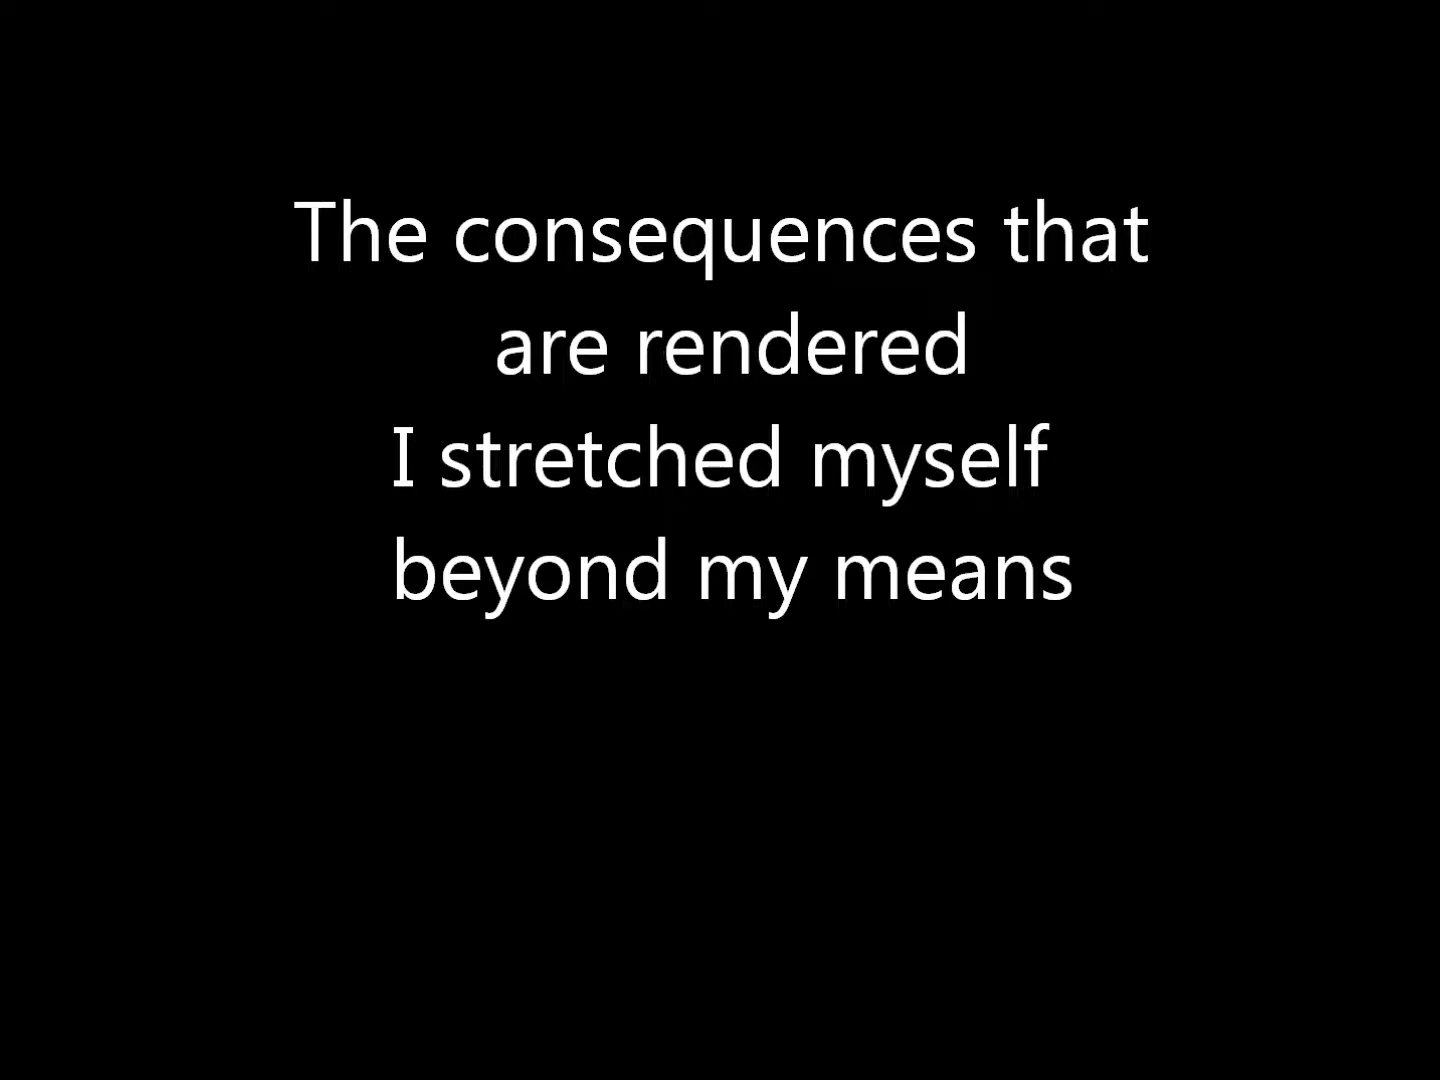 The consequences that
are rendered
I stretched myself
beyond my means